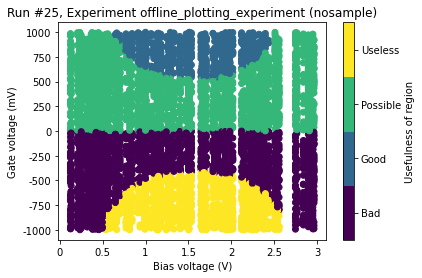 Run #25, Experiment offline_plotting_experiment (nosample)
1000
750
500
250
0
-250
-500
-750
-1000
Gate voltage (mV)
0
0.5
1
1.5
2
2.5
3
Bias voltage (V)
Useless
Possible
Good
Bad
Usefulness of region